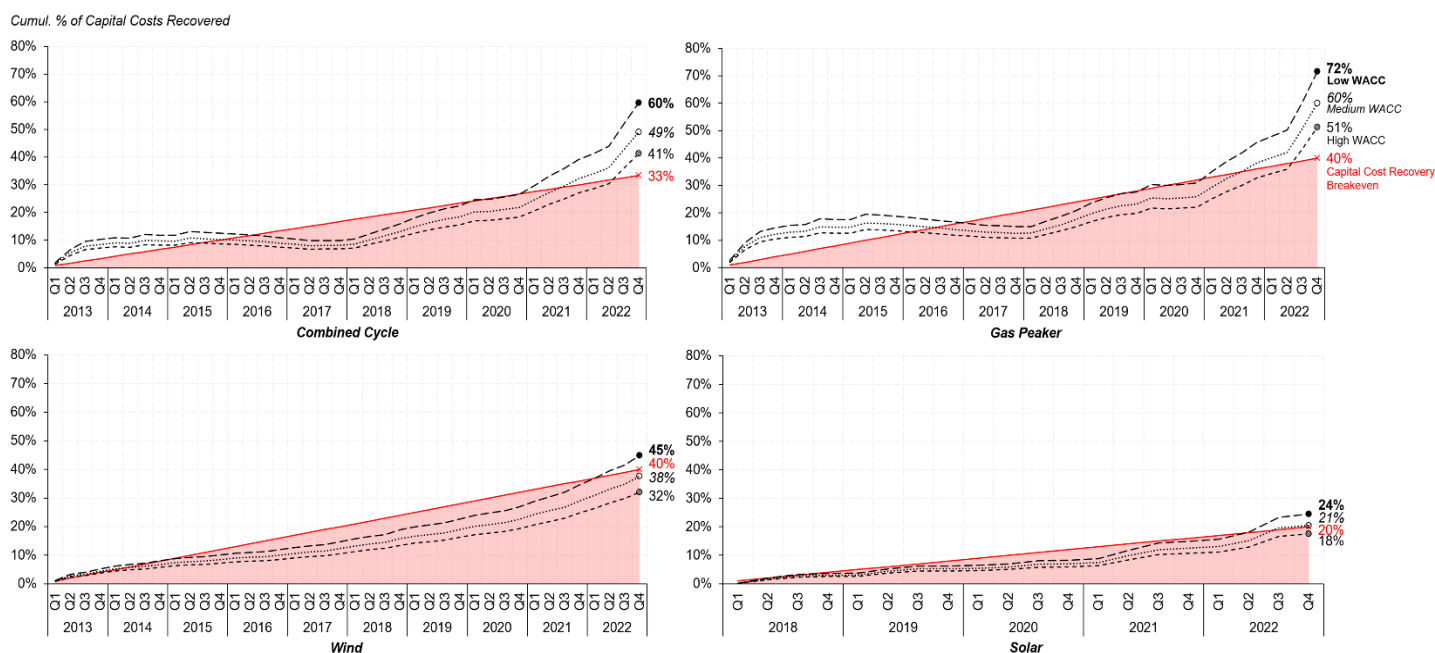 Cumul. % of Capital Costs Recovered
80%
70%
60%
50%
40%
30%
20%
10%
0%
60%
49%
41%
33%
Q1 Q2 Q3 Q4 Q1 Q2 Q3 Q4 Q1 Q2 Q3 Q4 Q1 Q2 Q3 Q4 Q1 Q2 Q3 Q4 Q1 Q2 Q3 Q4 Q1 Q2 Q3 Q4 Q1 Q2 Q3 Q4 Q1 Q2 Q3 Q4 Q1 Q2 Q3 Q4
2013 2014 2015 2016 2017 2018 2019 2020 2021 2022
Combined Cycle
80%
70%
60%
50%
40%
30%
20%
10%
0%
72%
Low WACC
60%
Medium WACC
51%
High WACC
40%
Capital Cost Recovery
Breakeven
Q1 Q2 Q3 Q4 Q1 Q2 Q3 Q4 Q1 Q2 Q3 Q4 Q1 Q2 Q3 Q4 Q1 Q2 Q3 Q4 Q1 Q2 Q3 Q4 Q1 Q2 Q3 Q4 Q1 Q2 Q3 Q4 Q1 Q2 Q3 Q4 Q1 Q2 Q3 Q4
2013 2014 2015 2016 2017 2018 2019 2020 2021 2022
Gas Peaker
80%
70%
60%
50%
40%
30%
20%
10%
0%
45%
40%
38%
32%
Q1 Q2 Q3 Q4 Q1 Q2 Q3 Q4 Q1 Q2 Q3 Q4 Q1 Q2 Q3 Q4 Q1 Q2 Q3 Q4 Q1 Q2 Q3 Q4 Q1 Q2 Q3 Q4 Q1 Q2 Q3 Q4 Q1 Q2 Q3 Q4 Q1 Q2 Q3 Q4
2013 2014 2015 2016 2017 2018 2019 2020 2021 2022
Wind
80%
70%
60%
50%
40%
30%
20%
10%
0%
24%
21%
20%
18%
Q1 Q2 Q3 Q4 Q1 Q2 Q3 Q4 Q1 Q2 Q3 Q4 Q1 Q2 Q3 Q4 Q1 Q2 Q3 Q4
2018 2019 2020 2021 2022
Solar